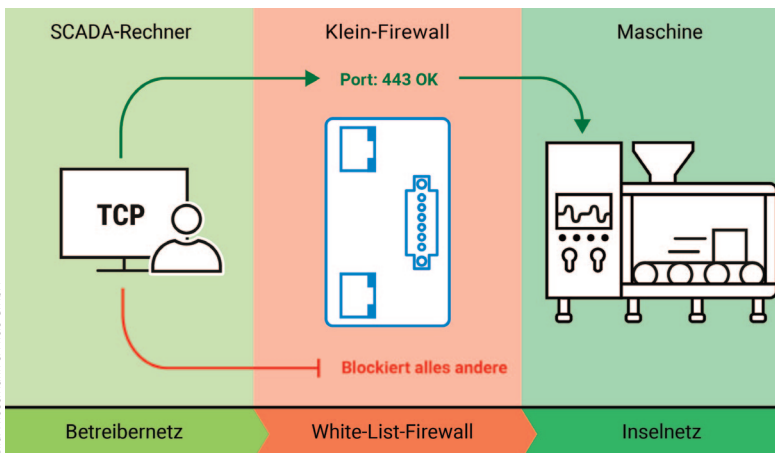 SCADA-Rechner
Klein-Firewall
Maschine
Port: 443 OK
TCP
Blockiert alles andere
Betreibernetz
White-List-Firewall
Inselnetz